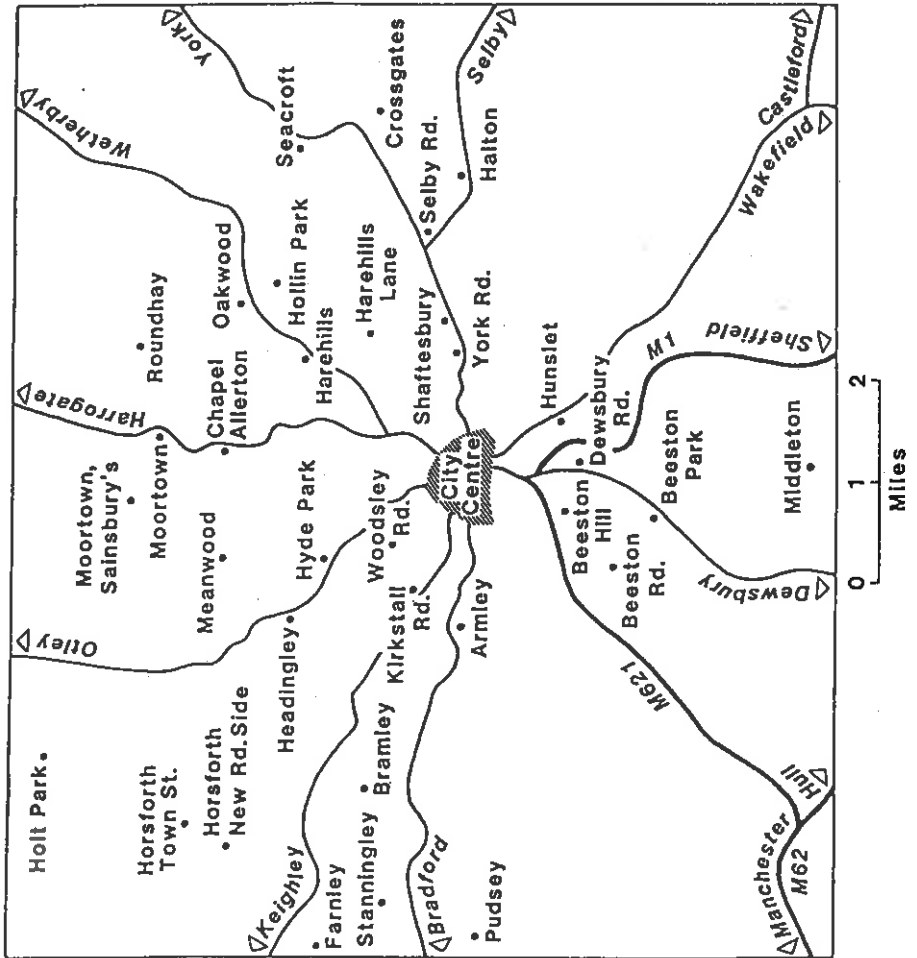 Holt Park
Horsforth
Town St.
Horsforth
New Rd.Side
Otley
Moortown,
Sainsbury's
Moortown
Meanwood
Harrogate
Roundhay
Chapel
Allerton
Oakwood
Wetherby
York
Seacroft
Hollin Park
Harehills
Harehills
Lane
Crossgates
Selby Rd.
Selby
Halton
Headingley
Hyde Park
Woodsley
Rd.
Kirkstall
Rd.
Keighley
Farnley
Stanningley
Bramley
Bradford
Pudsey
Armley
City
Centre
Shaftesbury
York Rd.
Hunslet
Dewsbury
Rd.
Beeston
Hill
Beeston
Rd.
Beeston
Park
Middleton
M621
M1
Manchester
M62
Hull
Dewsbury
Sheffield
Wakefield
Castleford
0 1 2
Miles